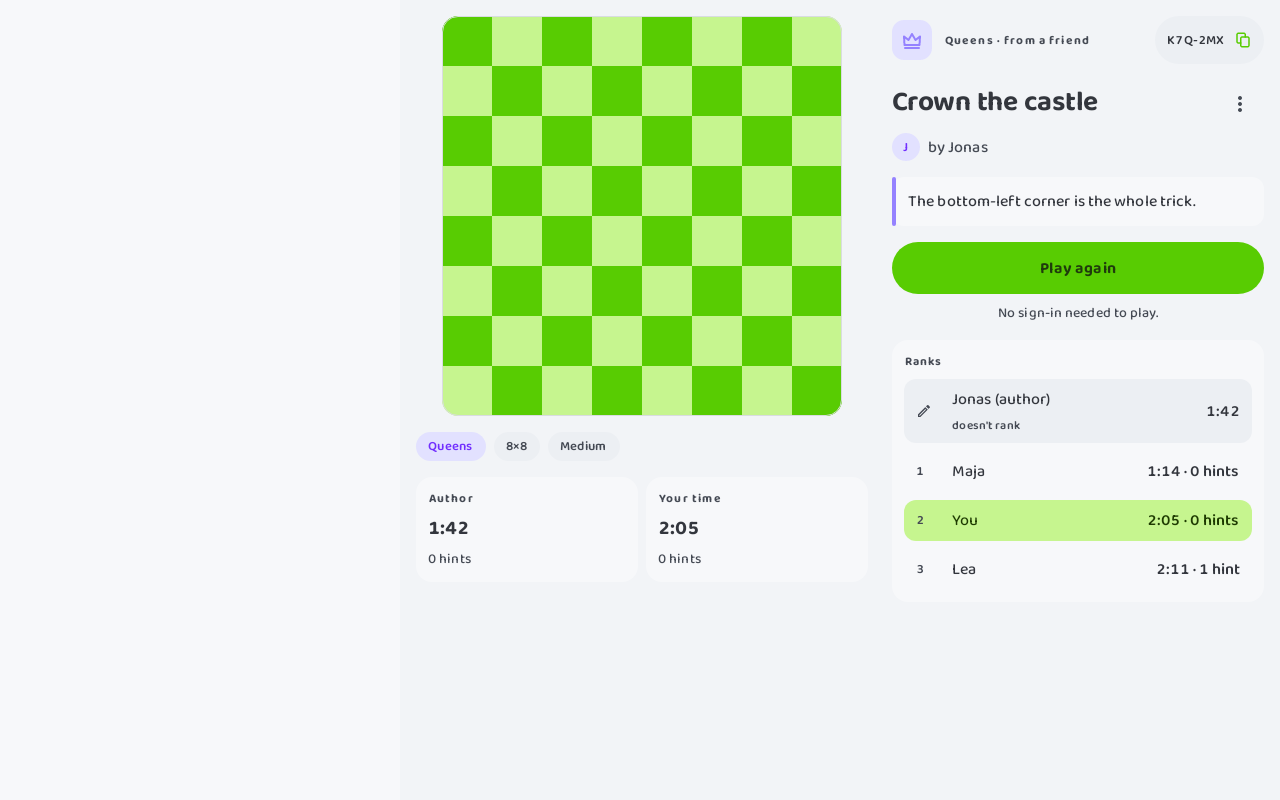 Queens · from a friend
K7Q-2MX
Crown the castle
J
by Jonas
The bottom-left corner is the whole trick.
Play again
No sign-in needed to play.
Queens
8×8
Medium
Author
1:42
0 hints
Your time
2:05
0 hints
Ranks
Jonas (author)
doesn't rank
1:42
1 Maja 1:14 · 0 hints
2 You 2:05 · 0 hints
3 Lea 2:11 · 1 hint